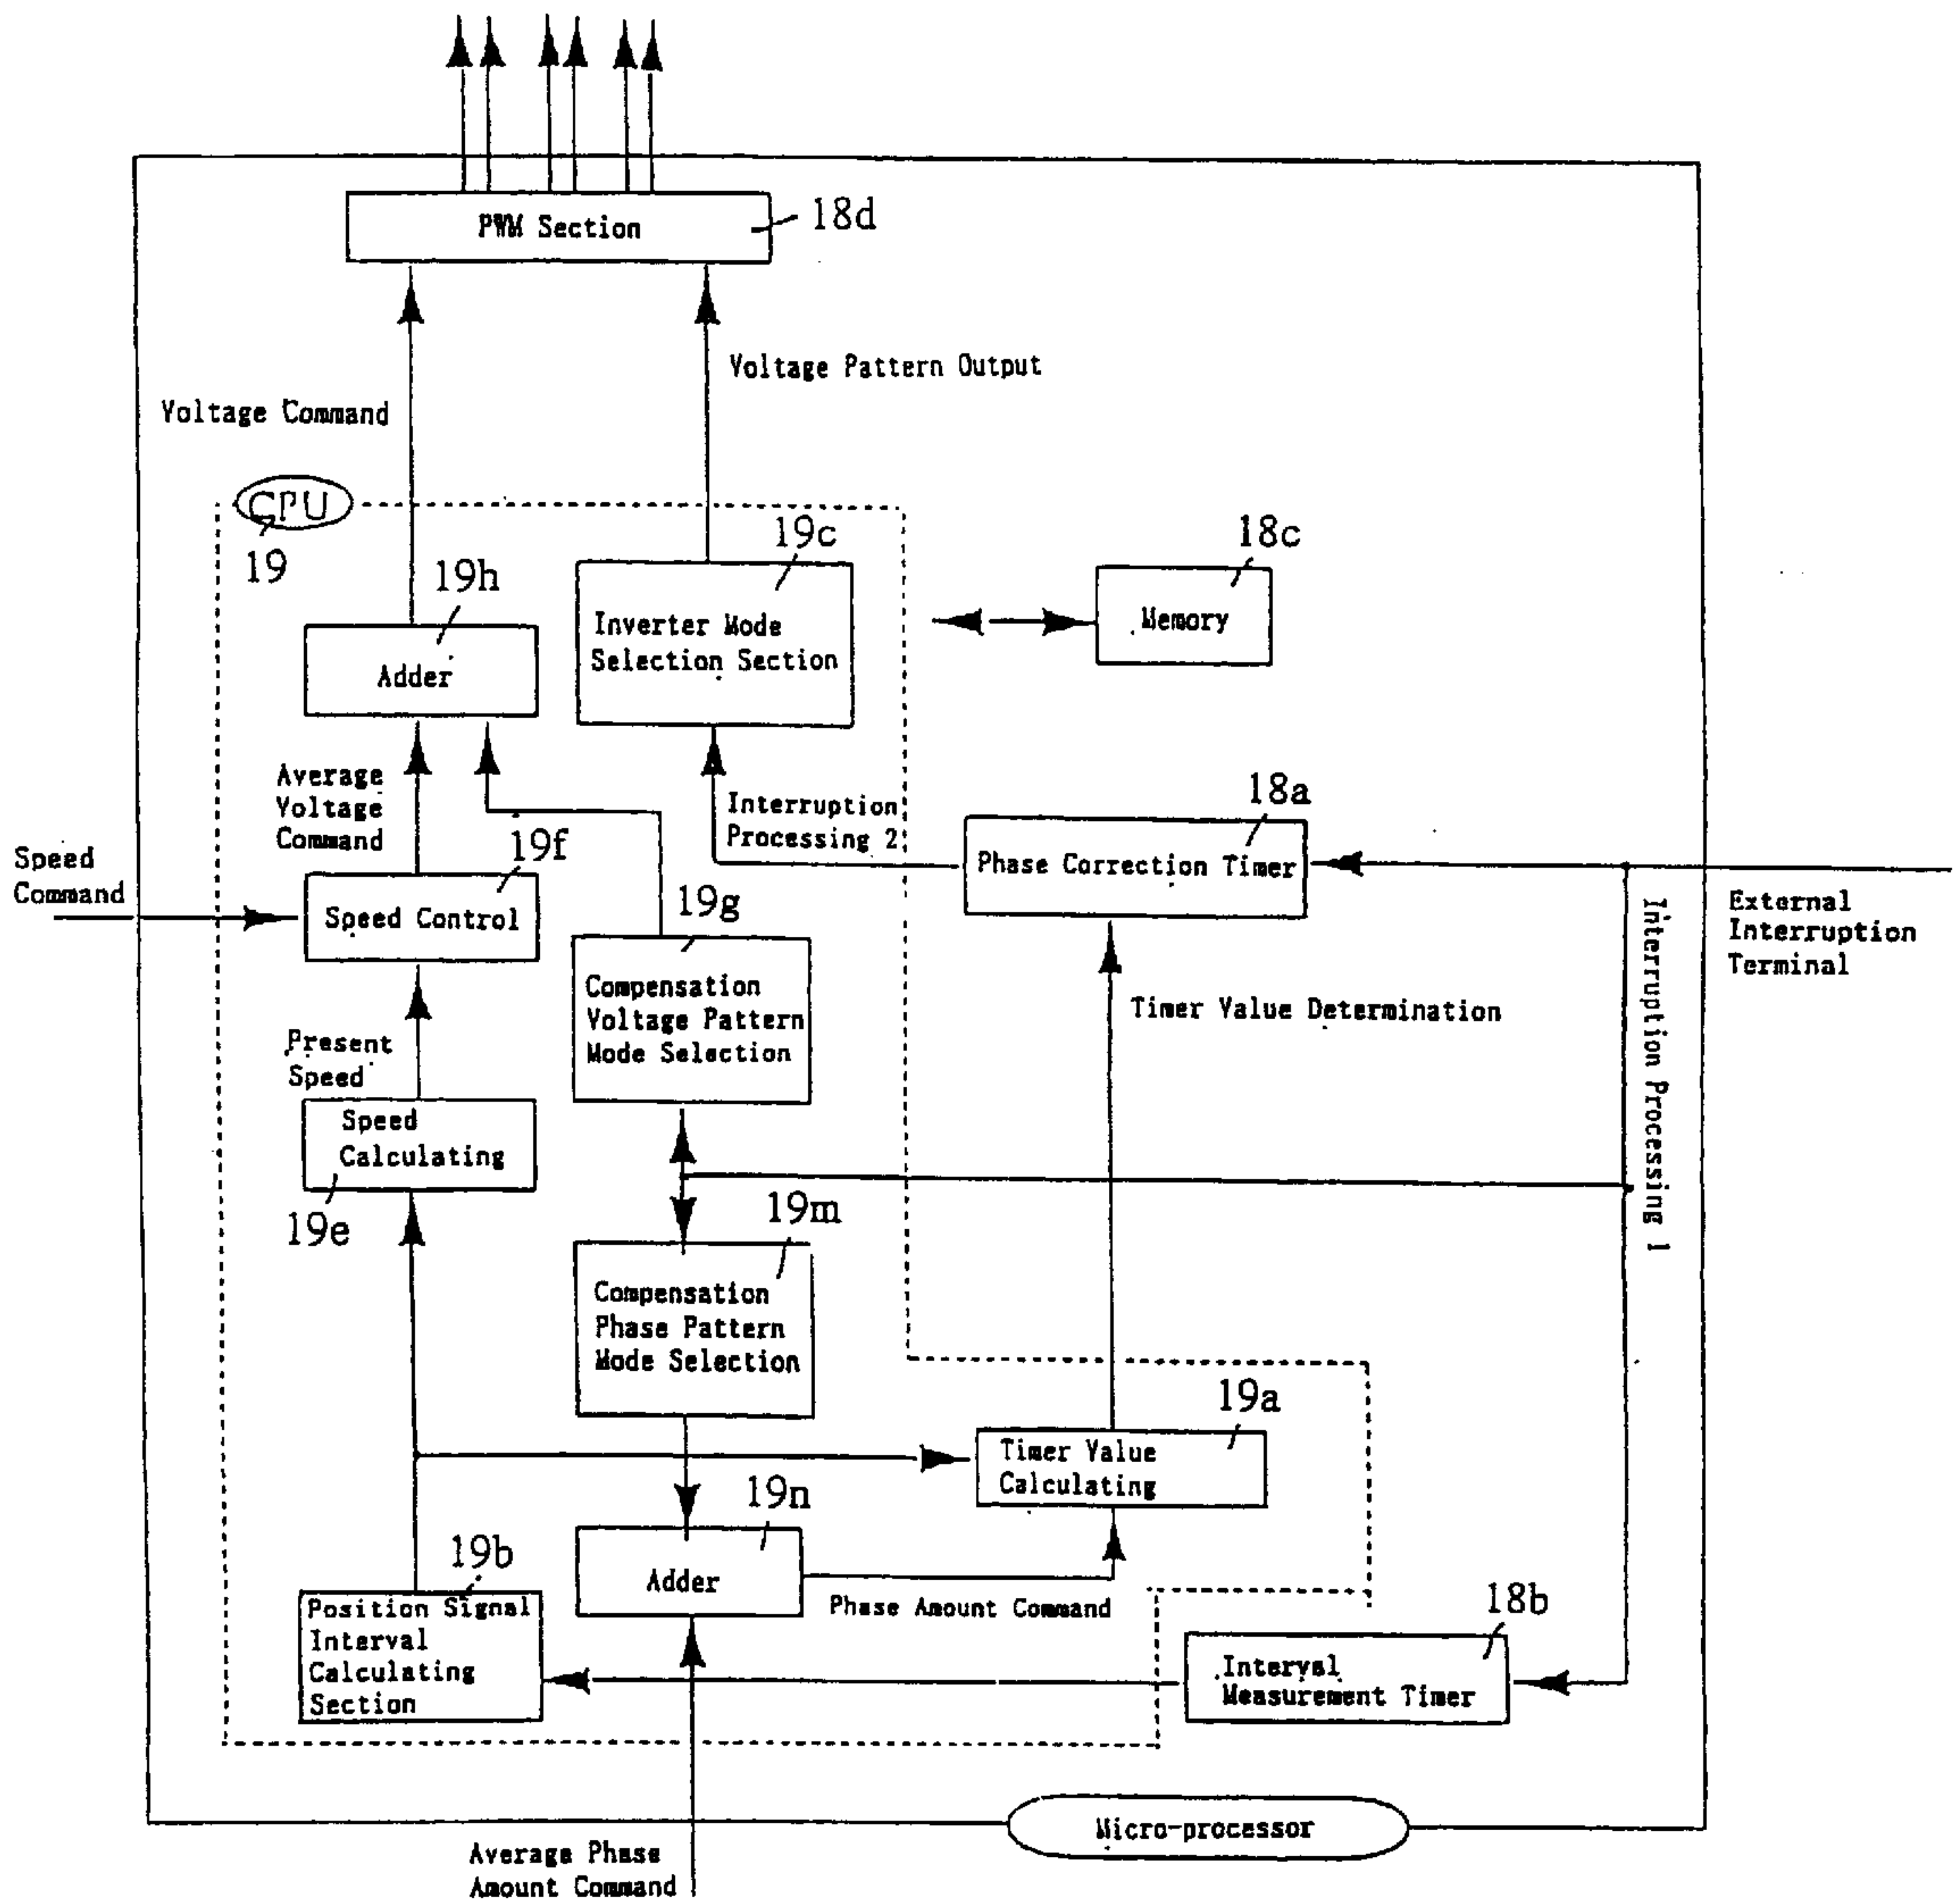 PWM Section
18d
Voltage Pattern Output
Voltage Command
CPU
19
19c
18c
19h
Inverter Mode
Selection Section
Memory
Adder
Average
Voltage
Command
Interruption
Processing 2
18a
19f
Speed
Command
Phase Correction Timer
Speed Control
19g
External
Interruption
Terminal
Interruption Processing 1
Compensation
Voltage Pattern
Mode Selection
Timer Value Determination
Present
Speed
Speed
Calculating
19e
19m
Compensation
Phase Pattern
Mode Selection
19a
Timer Value
Calculating
19n
19b
Adder
Phase Amount Command
18b
Position Signal
Interval
Calculating
Section
Interval
Measurement Timer
Micro-processor
Average Phase
Amount Command